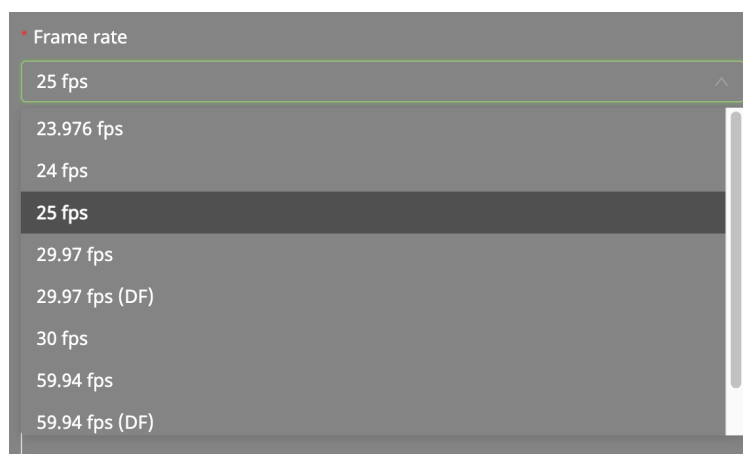 * Frame rate
25 fps
23.976 fps
24 fps
25 fps
29.97 fps
29.97 fps (DF)
30 fps
59.94 fps
59.94 fps (DF)